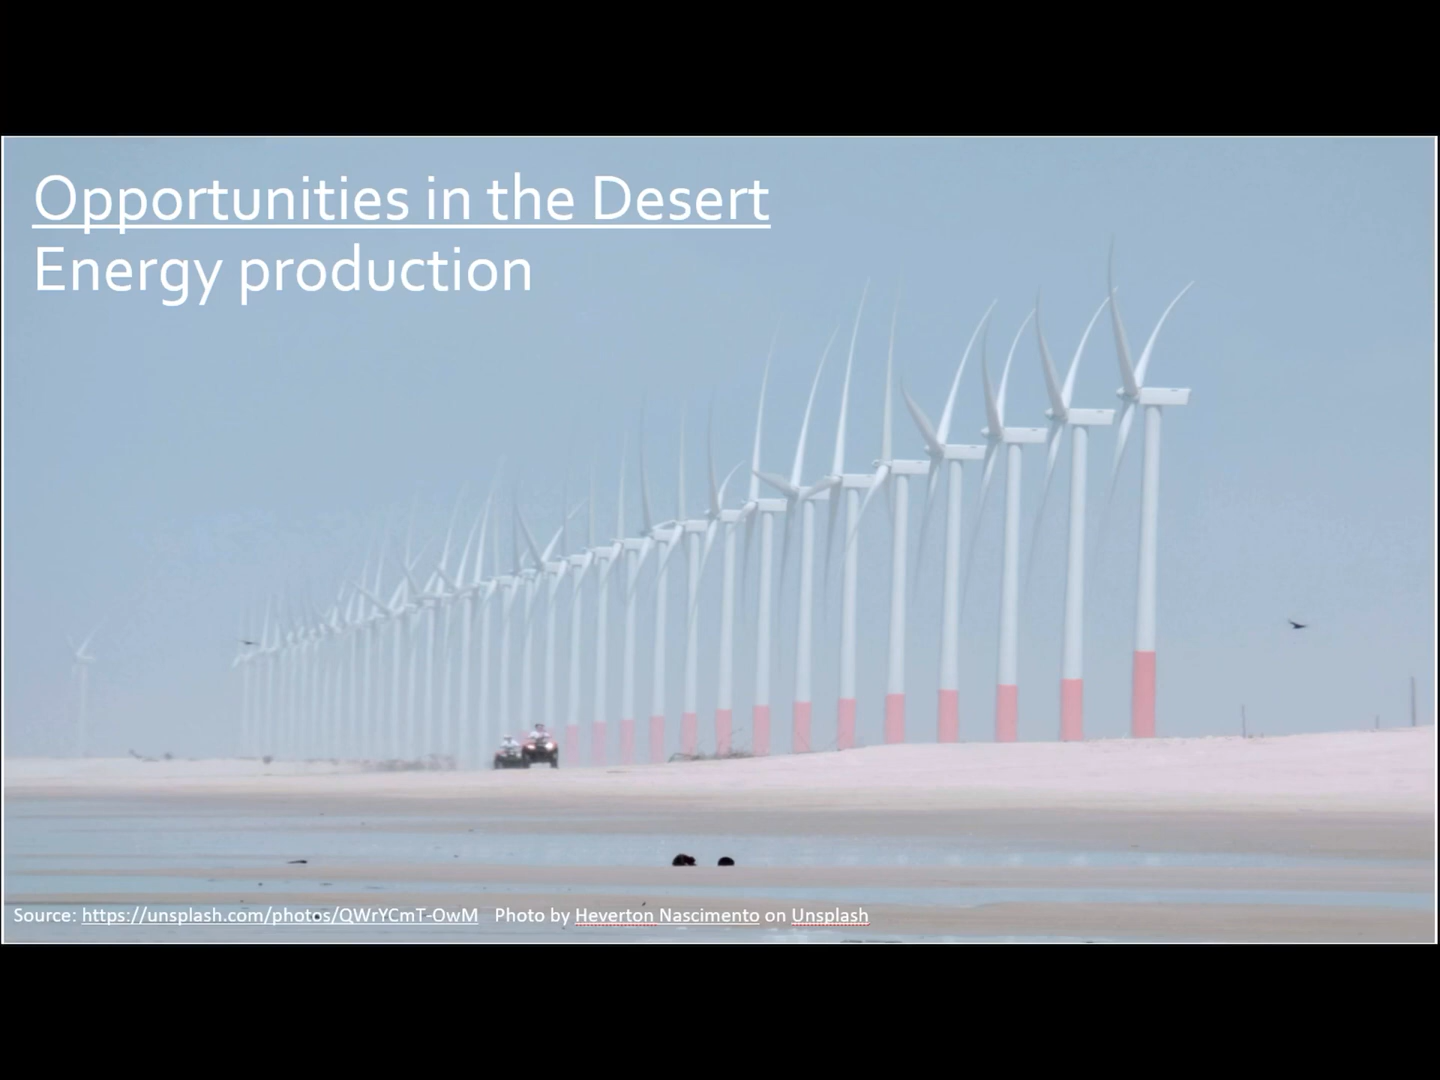 Opportunities in the Desert
Energy production
Source: https://unsplash.com/photos/QWrYCmT-OwM Photo by Heverton Nascimento on Unsplash